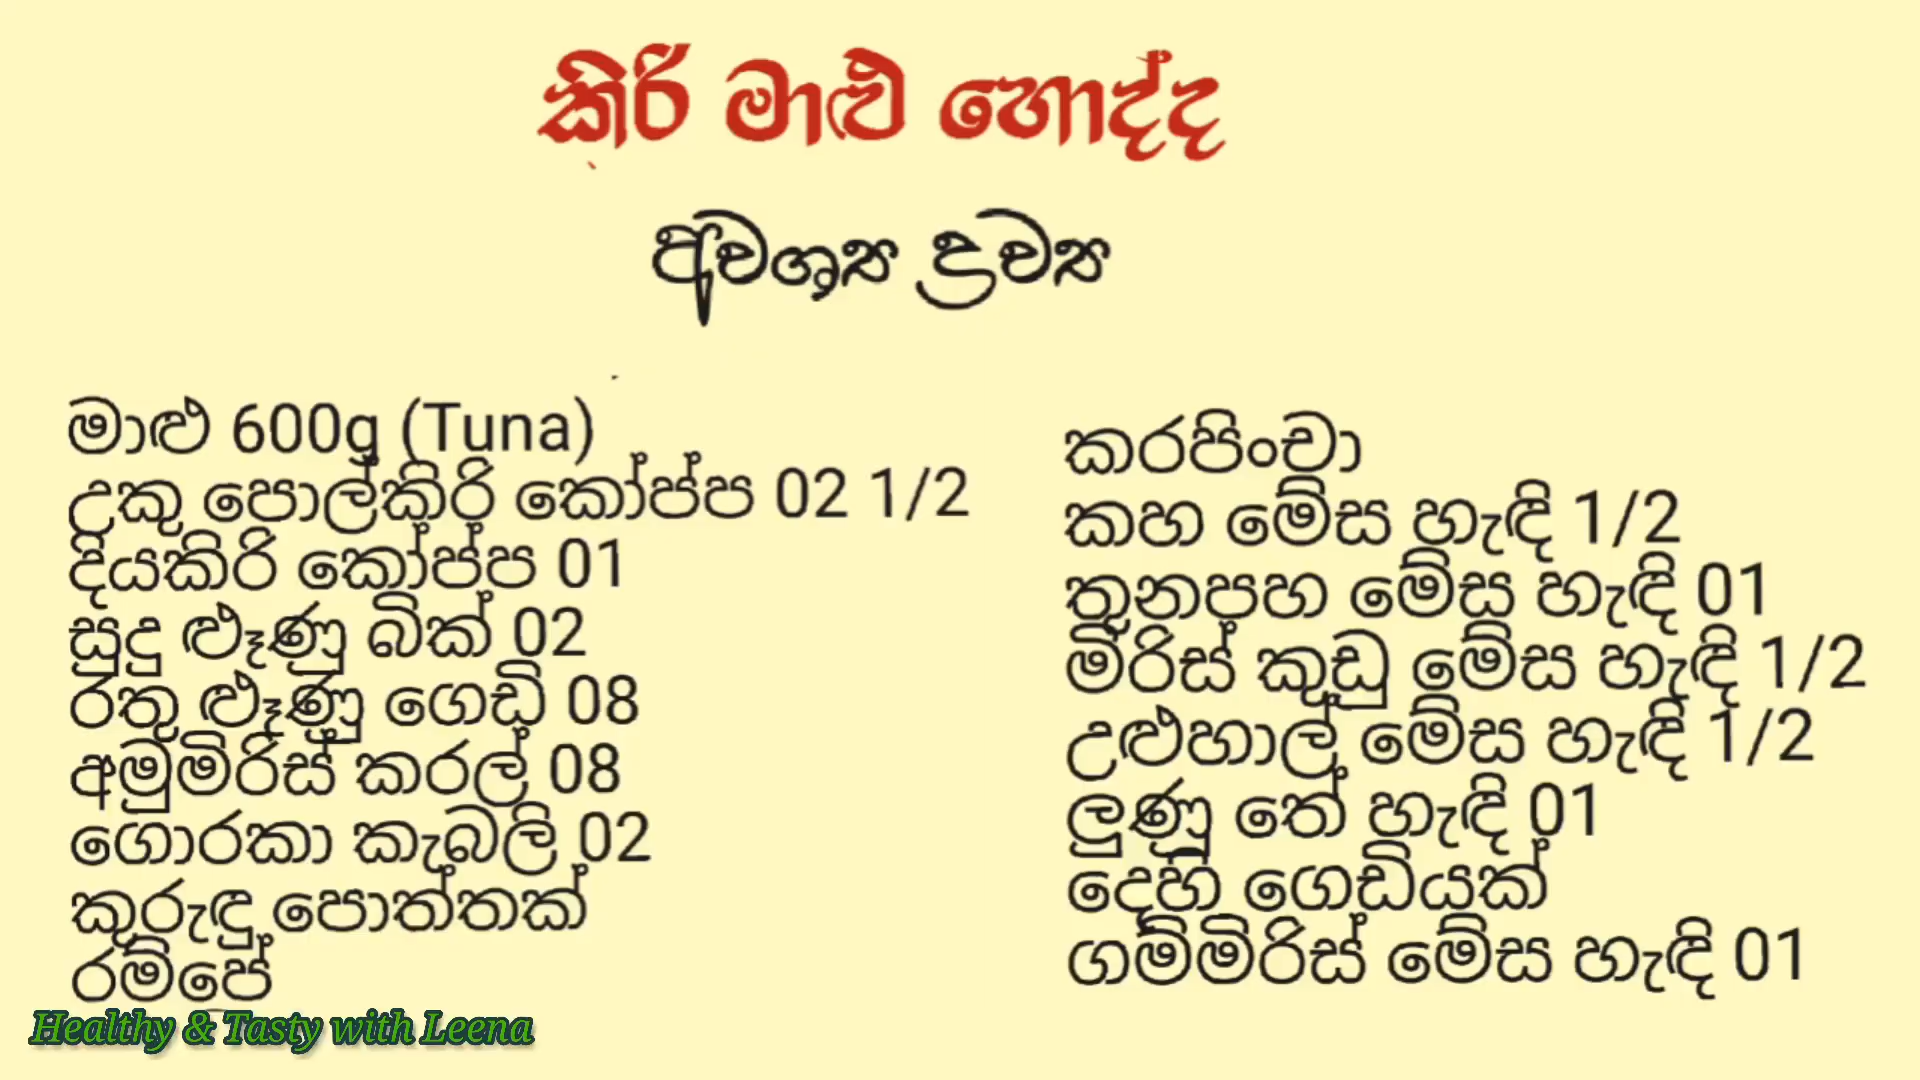 කිරි මාළු හොද්ද
අවශ්‍ය ද්‍රව්‍ය
මාළු 600g (Tuna)
උකු පොල්කිරි කෝප්ප 02 1/2
දියකිරි කෝප්ප 01
සුදු ළූණු බික් 02
රතු ළූණු ගෙඩි 08
අමුමිරිස් කරල් 08
ගොරකා කැබලි 02
කුරුඳු පොත්තක්
රම්පේ
කරපිංචා
කහ මේස හැඳි 1/2
තුනපහ මේස හැඳි 01
මිරිස් කුඩු මේස හැඳි 1/2
උළුහාල් මේස හැඳි 1/2
ලුණු තේ හැඳි 01
දෙහි ගෙඩියක්
ගම්මිරිස් මේස හැඳි 01
Healthy & Tasty with Leena